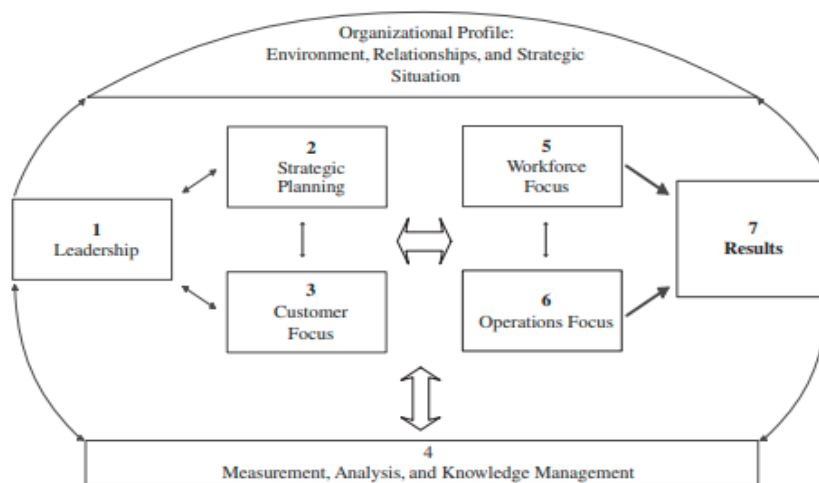 Organizational Profile:
Environment, Relationships, and Strategic
Situation
2
Strategic
Planning
5
Workforce
Focus
1
Leadership
7
Results
3
Customer
Focus
6
Operations Focus
4
Measurement, Analysis, and Knowledge Management